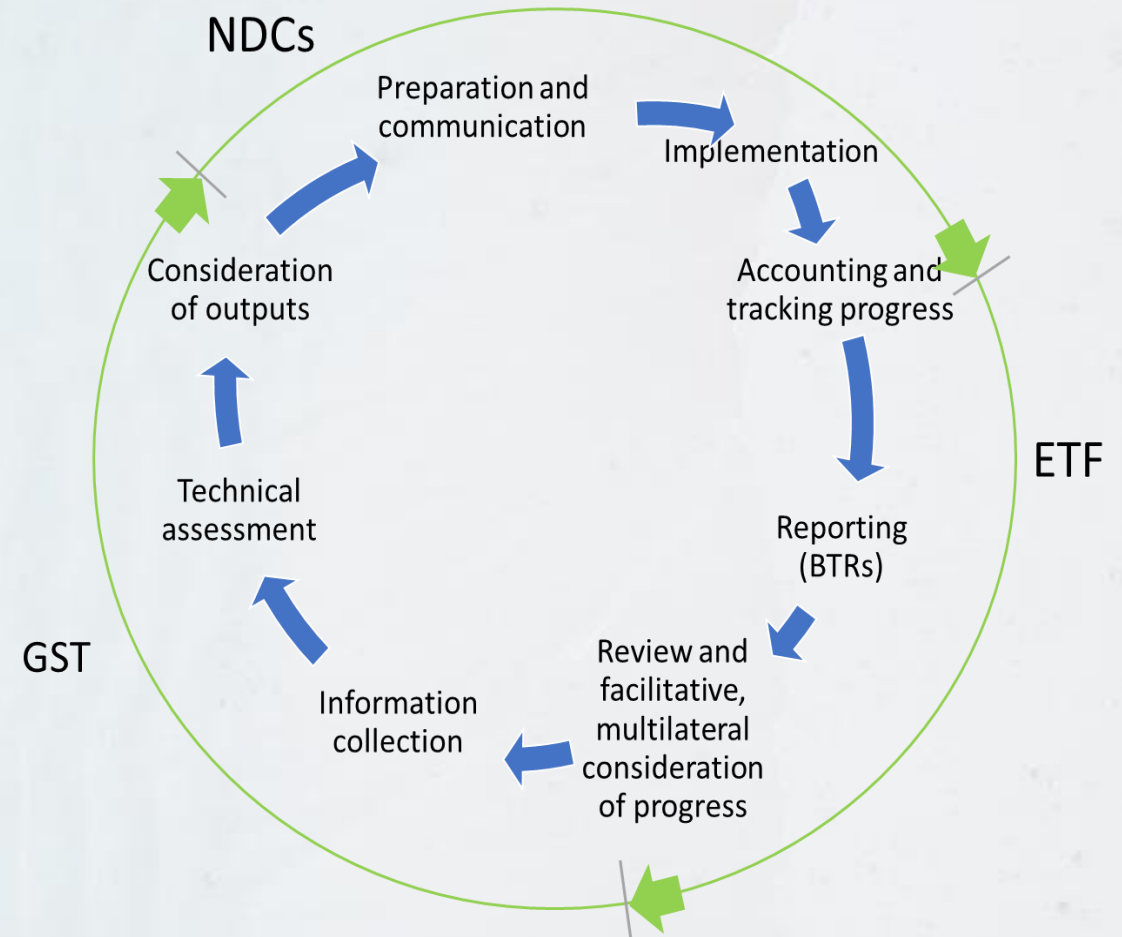 NDCs
Preparation and
communication
Implementation
Accounting and
tracking progress
ETF
Reporting
(BTRs)
Review and
facilitative,
multilateral
consideration
of progress
Information
collection
GST
Technical
assessment
Consideration
of outputs